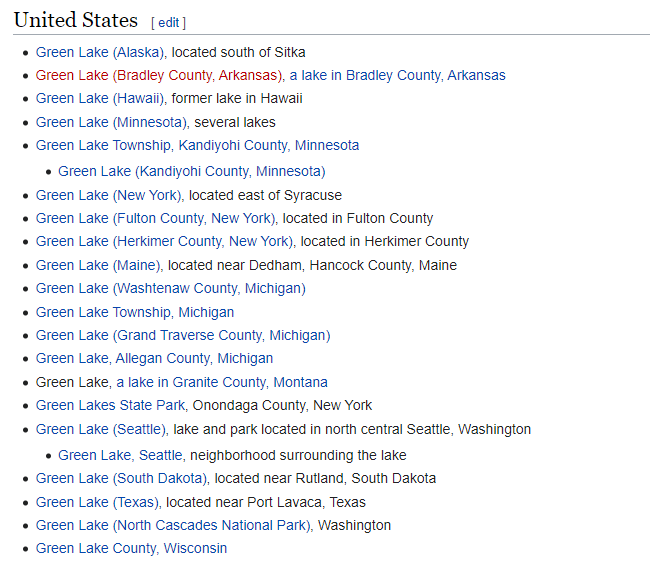 United States [ edit ]
• Green Lake (Alaska), located south of Sitka
• Green Lake (Bradley County, Arkansas), a lake in Bradley County, Arkansas
• Green Lake (Hawaii), former lake in Hawaii
• Green Lake (Minnesota), several lakes
• Green Lake Township, Kandiyohi County, Minnesota
• Green Lake (Kandiyohi County, Minnesota)
• Green Lake (New York), located east of Syracuse
• Green Lake (Fulton County, New York), located in Fulton County
• Green Lake (Herkimer County, New York), located in Herkimer County
• Green Lake (Maine), located near Dedham, Hancock County, Maine
• Green Lake (Washtenaw County, Michigan)
• Green Lake Township, Michigan
• Green Lake (Grand Traverse County, Michigan)
• Green Lake, Allegan County, Michigan
• Green Lake, a lake in Granite County, Montana
• Green Lakes State Park, Onondaga County, New York
• Green Lake (Seattle), lake and park located in north central Seattle, Washington
• Green Lake, Seattle, neighborhood surrounding the lake
• Green Lake (South Dakota), located near Rutland, South Dakota
• Green Lake (Texas), located near Port Lavaca, Texas
• Green Lake (North Cascades National Park), Washington
• Green Lake County, Wisconsin